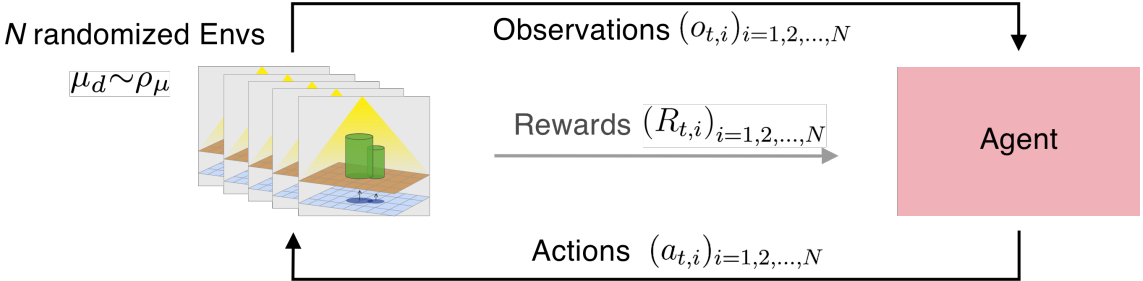 N randomized Envs
μ_d∼ρ_μ
Observations (o_{t,i})_{i=1,2,...,N}
Rewards (R_{t,i})_{i=1,2,...,N}
Agent
Actions (a_{t,i})_{i=1,2,...,N}